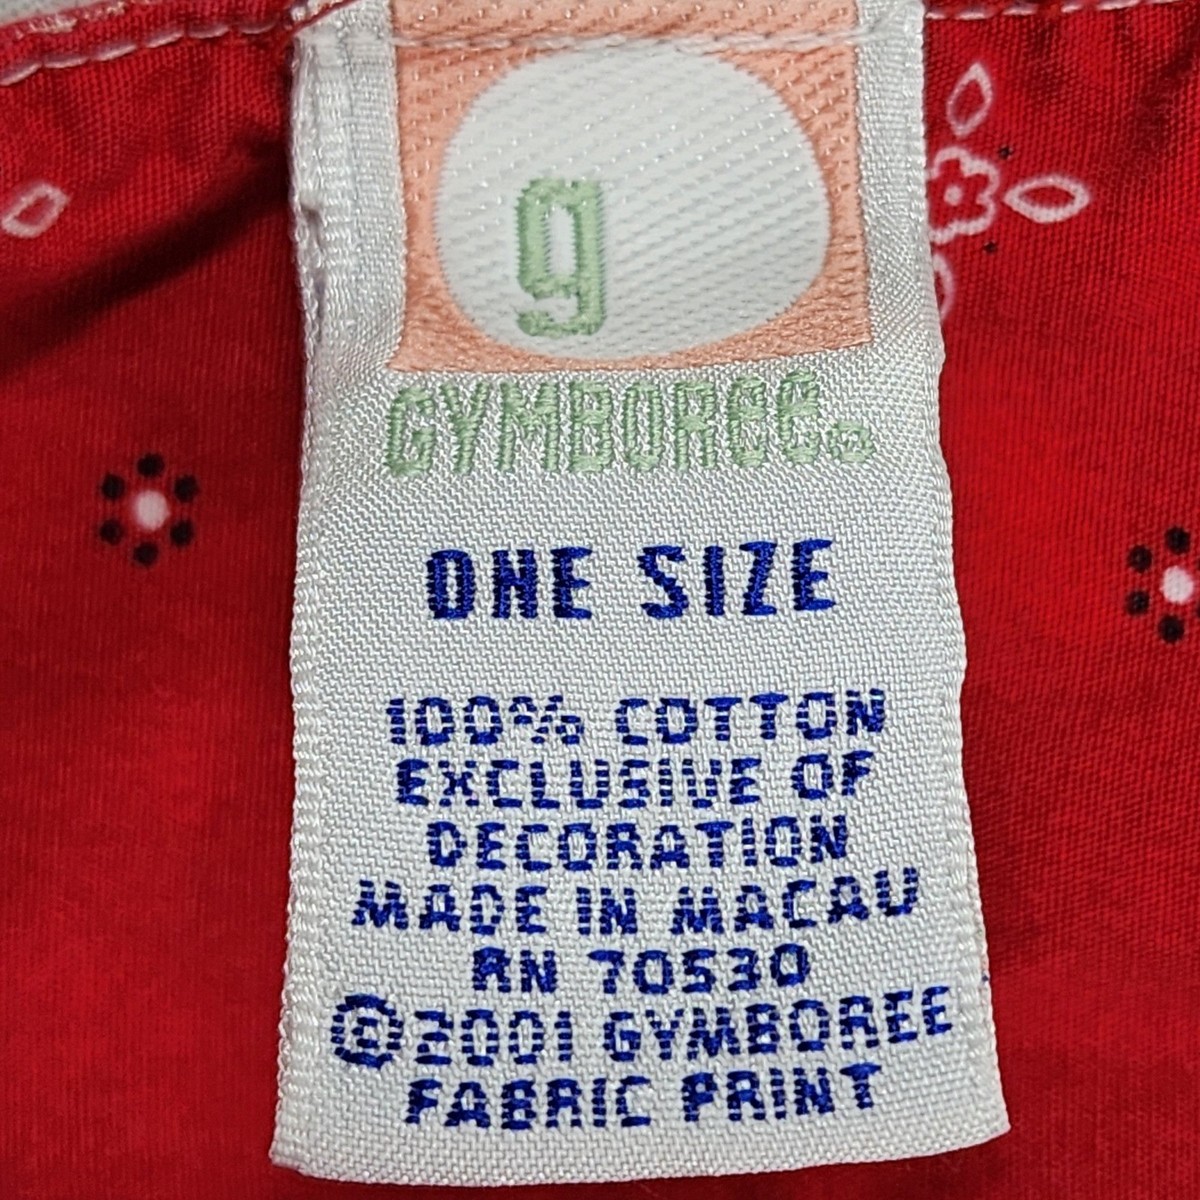 g
GYMBORee®
ONE SIZE
100% COTTON
EXCLUSIVE OF
DECORATION
MADE IN MACAU
RN 70530
©2001 GYMBOREE
FABRIC PRINT